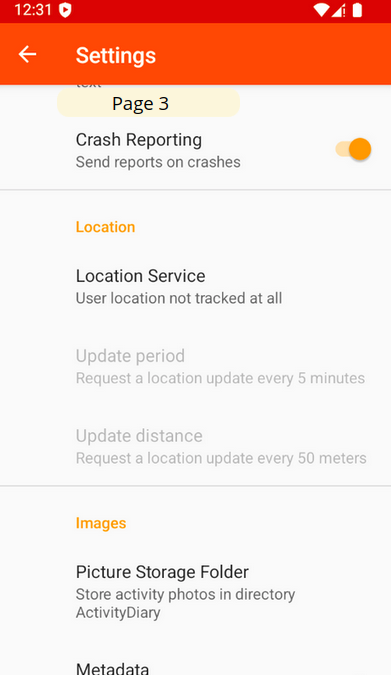 12:31
Settings
text
Page 3
Crash Reporting
Send reports on crashes
Location
Location Service
User location not tracked at all
Update period
Request a location update every 5 minutes
Update distance
Request a location update every 50 meters
Images
Picture Storage Folder
Store activity photos in directory
ActivityDiary
Metadata